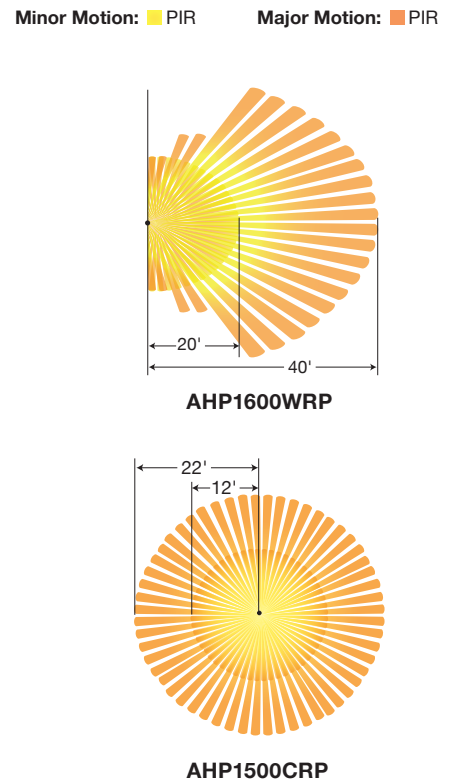 Minor Motion: PIR Major Motion: PIR
20'
40'
AHP1600WRP
22'
12'
AHP1500CRP